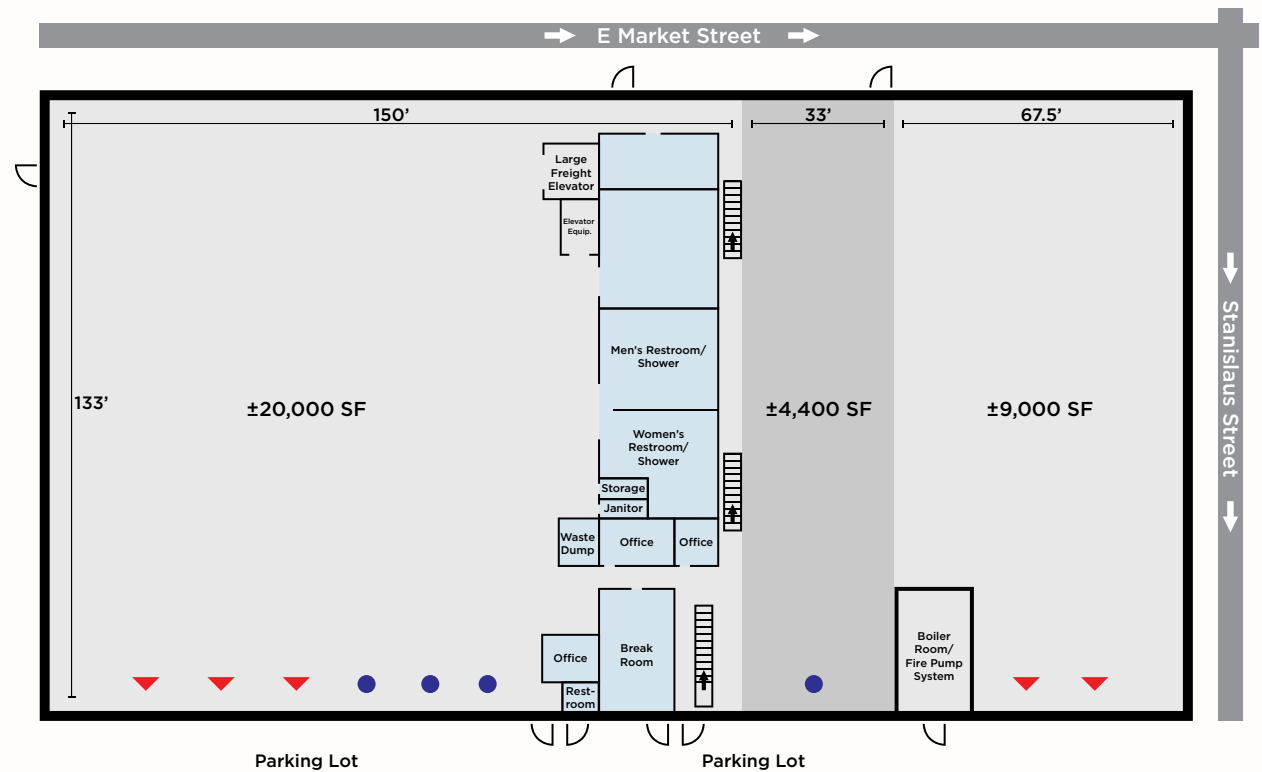 E Market Street
150’
33’
67.5’
Large
Freight
Elevator
Elevator
Equip.
Stanislaus Street
Men’s Restroom/
Shower
133’
±20,000 SF
±4,400 SF
±9,000 SF
Women’s
Restroom/
Shower
Storage
Janitor
Waste
Dump
Office
Office
Office
Break
Room
Boiler
Room/
Fire Pump
System
Rest-
room
Parking Lot
Parking Lot